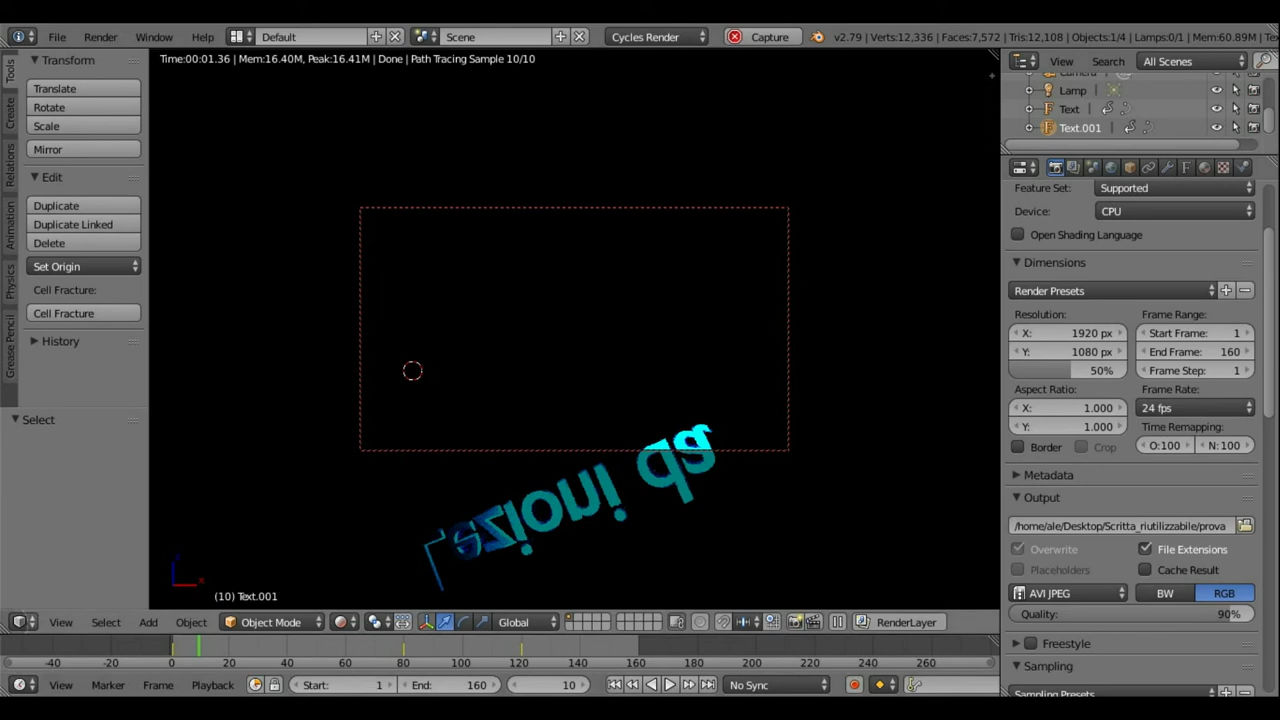 File Render Window Help Default Scene Cycles Render Capture v2.79 | Verts:12,336 | Faces:7,572 | Tris:12,108 | Objects:1/4 | Lamps:0/1 | Mem:60.89M |
Time:00:01.36 | Mem:16.40M, Peak:16.41M | Done | Path Tracing Sample 10/10
View Search All Scenes
Camera
Lamp
Text
Text.001
Tools
Create
Relations
Animation
Physics
Grease Pencil
Transform
Translate
Rotate
Scale
Mirror
Edit
Duplicate
Duplicate Linked
Delete
Set Origin
Cell Fracture:
Cell Fracture
History
Select
Feature Set: Supported
Device: CPU
Open Shading Language
Dimensions
Render Presets
Resolution: Frame Range:
X: 1920 px Start Frame: 1
Y: 1080 px End Frame: 160
50% Frame Step: 1
Aspect Ratio: Frame Rate:
X: 1.000 24 fps
Y: 1.000 Time Remapping:
Border Crop O:100 N:100
Metadata
Output
/home/ale/Desktop/Scritta_riutilizzabile/prova
Overwrite File Extensions
Placeholders Cache Result
AVI JPEG BW RGB
Quality: 90%
Freestyle
Sampling
Sampling Presets
(10) Text.001
View Select Add Object Object Mode Global RenderLayer
-40 -20 0 20 40 60 80 100 120 140 160 180 200 220 240 260
View Marker Frame Playback Start: 1 End: 160 10 No Sync